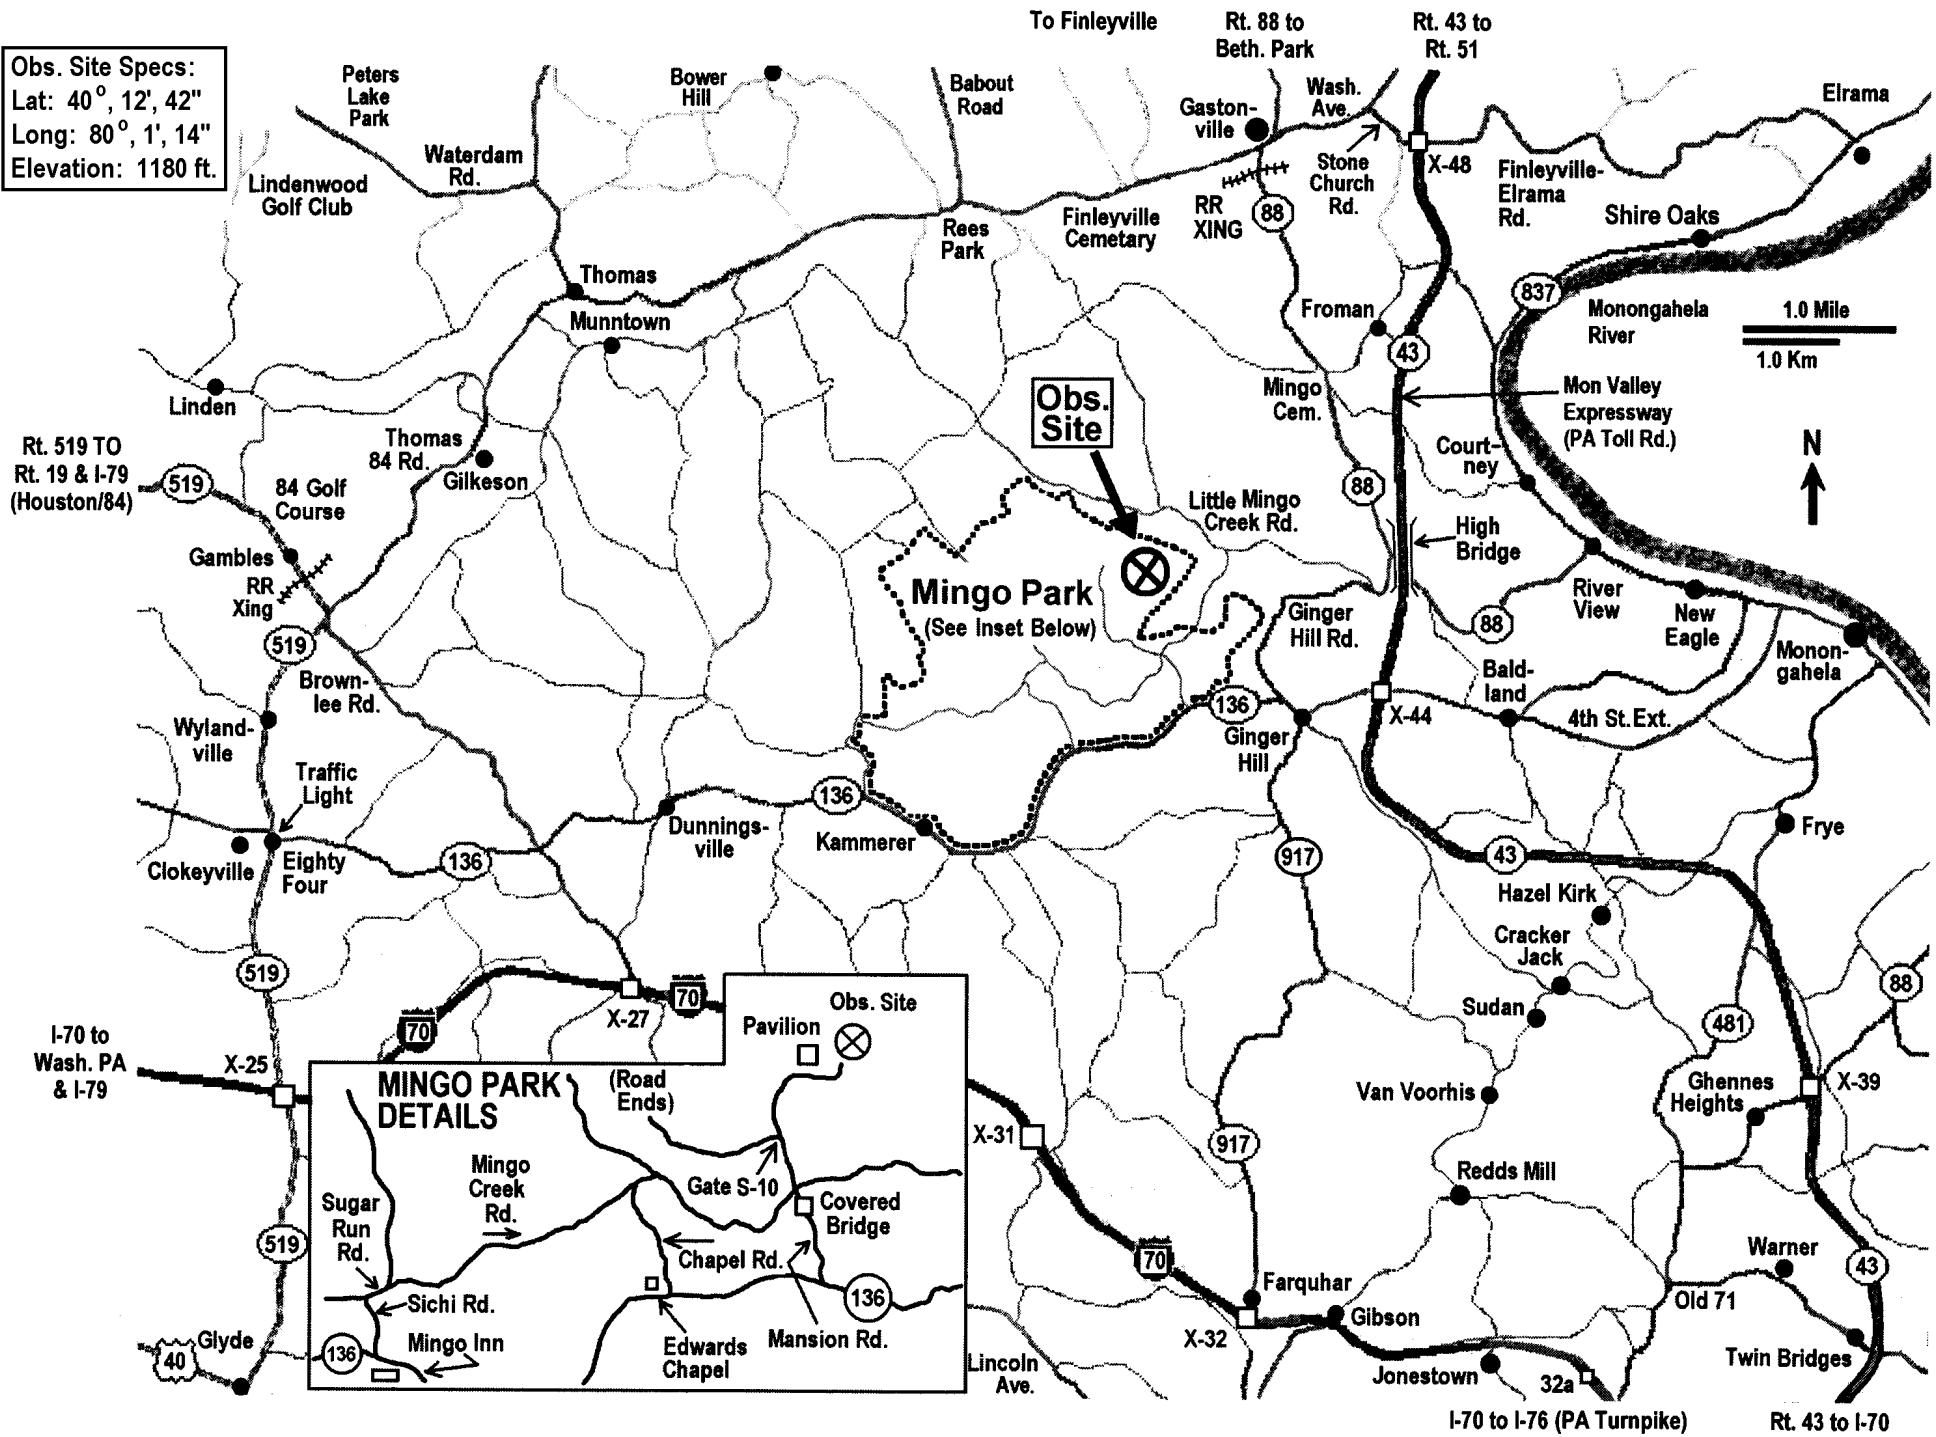 To Finleyville
Rt. 88 to
Beth. Park
Rt. 43 to
Rt. 51
Obs. Site Specs:
Lat: 40°, 12', 42"
Long: 80°, 1', 14"
Elevation: 1180 ft.
Peters
Lake
Park
Bower
Hill
Babout
Road
Wash.
Ave.
Gaston-
ville
Elrama
Waterdam
Rd.
Lindenwood
Golf Club
Stone
Church
Rd.
X-48
Finleyville-
Elrama
Rd.
RR
XING
88
Finleyville
Cemetary
Rees
Park
Shire Oaks
Thomas
837
Monongahela
River
1.0 Mile
1.0 Km
Munntown
Froman
43
Linden
Mingo
Cem.
Mon Valley
Expressway
(PA Toll Rd.)
Obs.
Site
Rt. 519 TO
Rt. 19 & I-79
(Houston/84)
519
Thomas
84 Rd.
Gilkeson
84 Golf
Course
Court-
ney
N
88
Little Mingo
Creek Rd.
High
Bridge
Gambles
RR
Xing
Mingo Park
(See Inset Below)
Ginger
Hill Rd.
88
River
View
New
Eagle
Monon-
gahela
519
Brown-
lee Rd.
Bald-
land
X-44
4th St.Ext.
136
Ginger
Hill
Wyland-
ville
Traffic
Light
136
Dunnings-
ville
Kammerer
Frye
Clokeyville
Eighty
Four
136
917
43
Hazel Kirk
Cracker
Jack
519
88
70
X-27
70
Sudan
481
I-70 to
Wash. PA
& I-79
X-25
Van Voorhis
Ghennes
Heights
X-39
X-31
917
Redds Mill
519
70
Warner
43
Farquhar
Old 71
Gibson
X-32
Glyde
40
Lincoln
Ave.
Jonestown
32a
Twin Bridges
I-70 to I-76 (PA Turnpike)
Rt. 43 to I-70
Obs. Site
Pavilion
MINGO PARK
DETAILS
(Road
Ends)
Mingo
Creek
Rd.
Gate S-10
Covered
Bridge
Sugar
Run
Rd.
Chapel Rd.
Sichi Rd.
136
Mingo Inn
136
Edwards
Chapel
Mansion Rd.